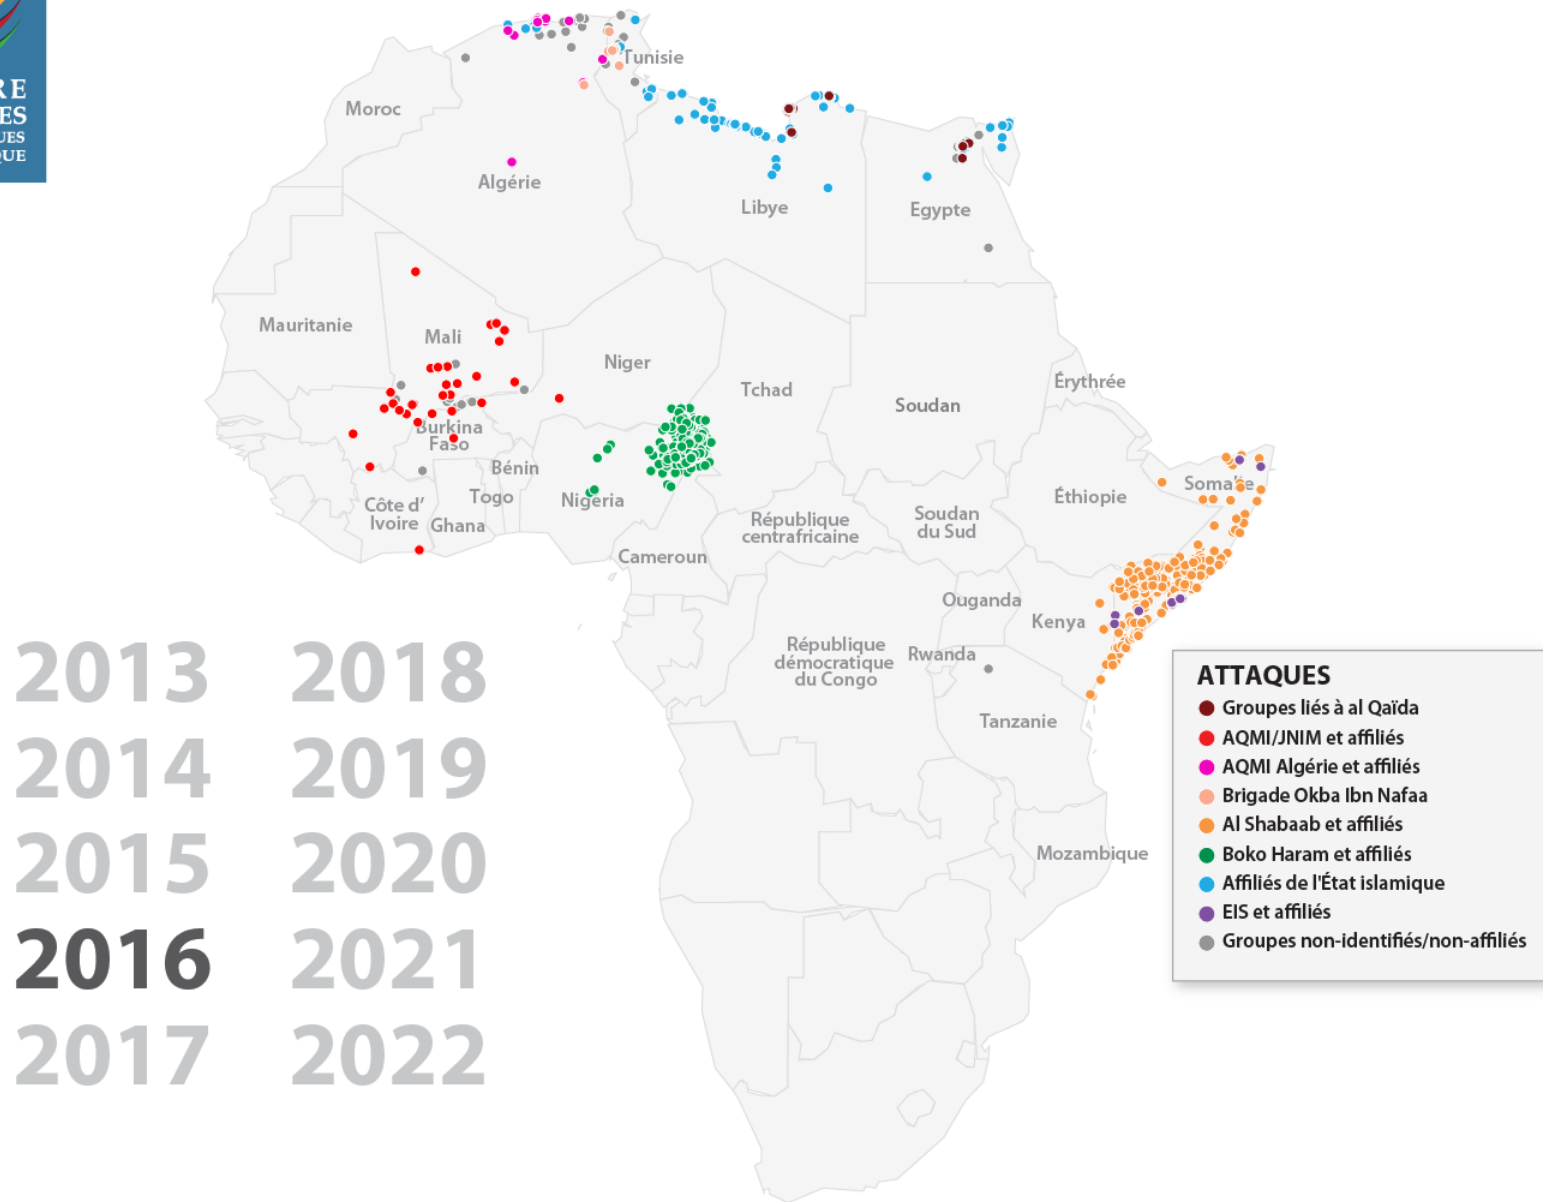 RE
ES
UES
QUE
Tunisie
Moroc
Algérie
Libye
Egypte
Mauritanie
Mali
Niger
Tchad
Soudan
Érythrée
Burkina
Faso
Bénin
Togo
Nigeria
Côte d’
Ivoire
Ghana
Cameroun
République
centrafricaine
Soudan
du Sud
Éthiopie
Somalie
Ouganda
Kenya
République
démocratique
du Congo
Rwanda
Tanzanie
Mozambique
2013 2018
2014 2019
2015 2020
2016 2021
2017 2022
ATTAQUES
Groupes liés à al Qaïda
AQMI/JNIM et affiliés
AQMI Algérie et affiliés
Brigade Okba Ibn Nafaa
Al Shabaab et affiliés
Boko Haram et affiliés
Affiliés de l'État islamique
EIS et affiliés
Groupes non-identifiés/non-affiliés